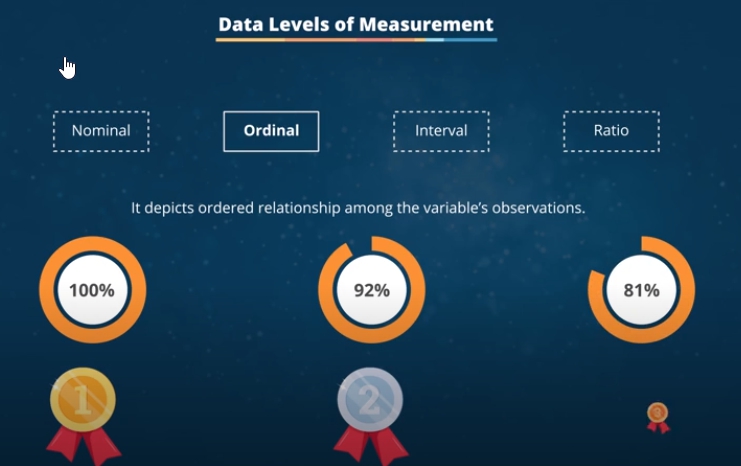 Data Levels of Measurement
Nominal
Ordinal
Interval
Ratio
It depicts ordered relationship among the variable's observations.
100%
92%
81%
1
2
3